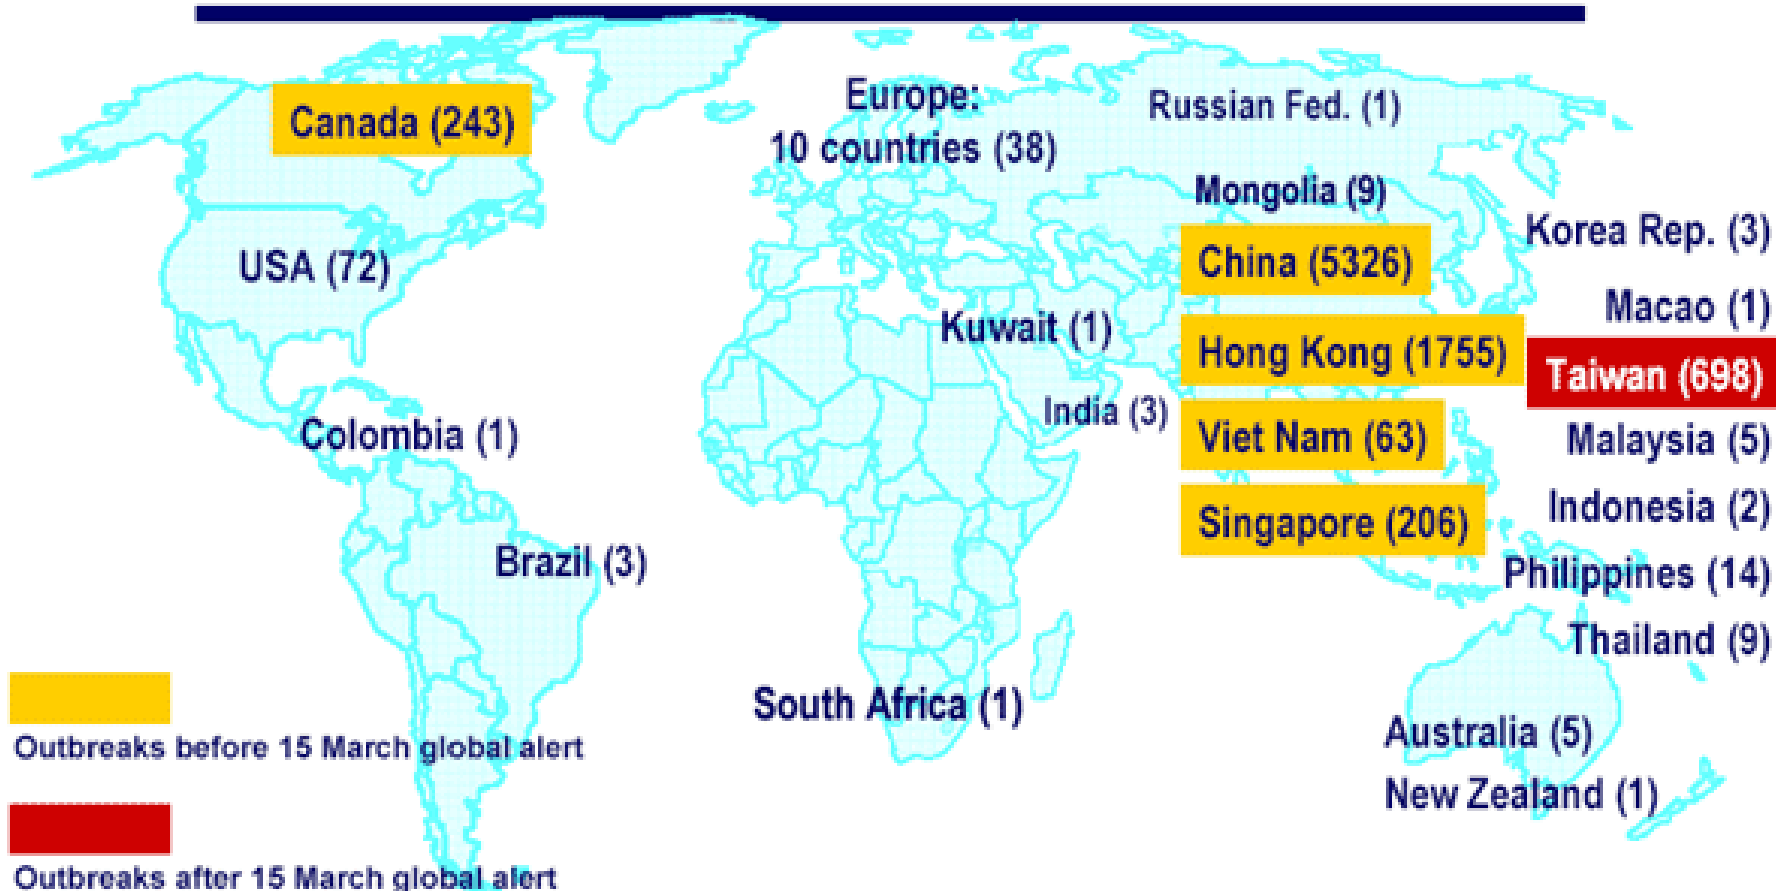 Canada (243)
Europe:
10 countries (38)
Russian Fed. (1)
Mongolia (9)
Korea Rep. (3)
USA (72)
China (5326)
Macao (1)
Kuwait (1)
Hong Kong (1755)
Taiwan (698)
India (3)
Colombia (1)
Viet Nam (63)
Malaysia (5)
Singapore (206)
Indonesia (2)
Brazil (3)
Philippines (14)
Thailand (9)
South Africa (1)
Australia (5)
New Zealand (1)
Outbreaks before 15 March global alert
Outbreaks after 15 March global alert